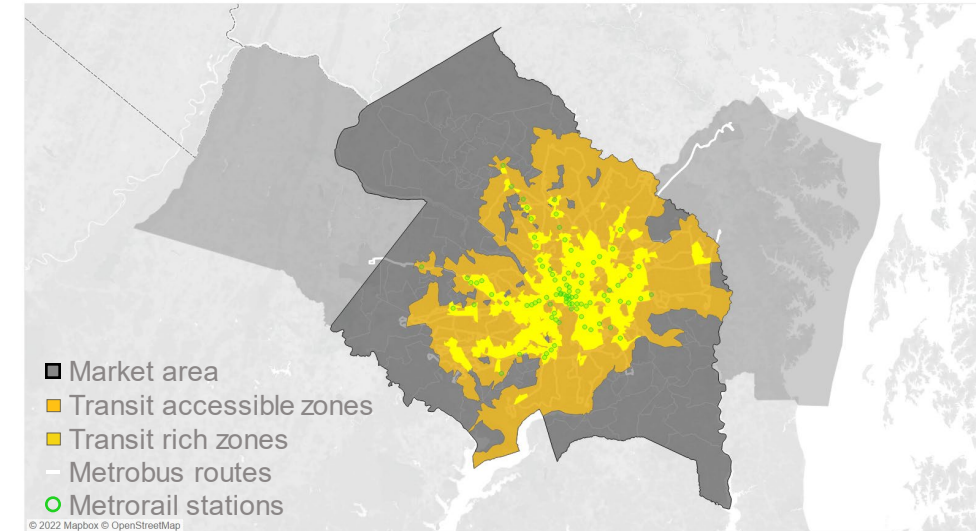 Market area
Transit accessible zones
Transit rich zones
Metrobus routes
Metrorail stations
© 2022 Mapbox © OpenStreetMap